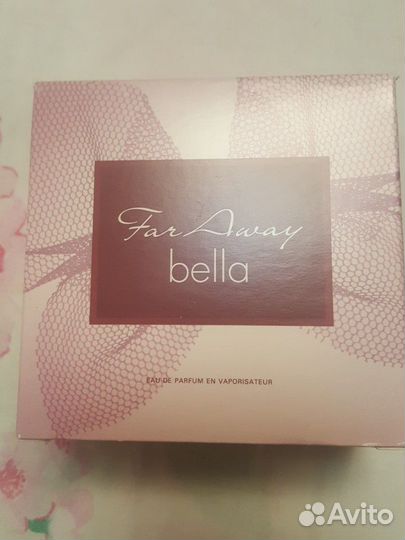 Far Away
bella
EAU DE PARFUM EN VAPORISATEUR
Avito